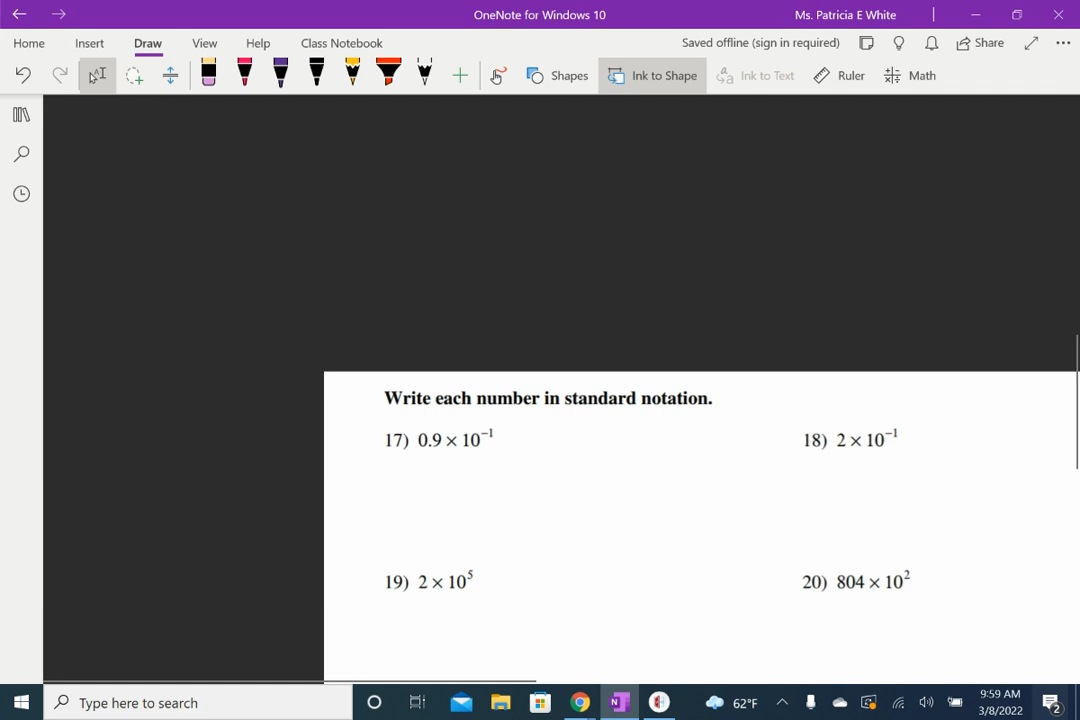 OneNote for Windows 10
Ms. Patricia E White
Home Insert Draw View Help Class Notebook
Saved offline (sign in required)
Share
Shapes
Ink to Shape
Ink to Text
Ruler
Math
Write each number in standard notation.
17) 0.9 × 10⁻¹
18) 2 × 10⁻¹
19) 2 × 10⁵
20) 804 × 10²
Type here to search
62°F
9:59 AM
3/8/2022
2